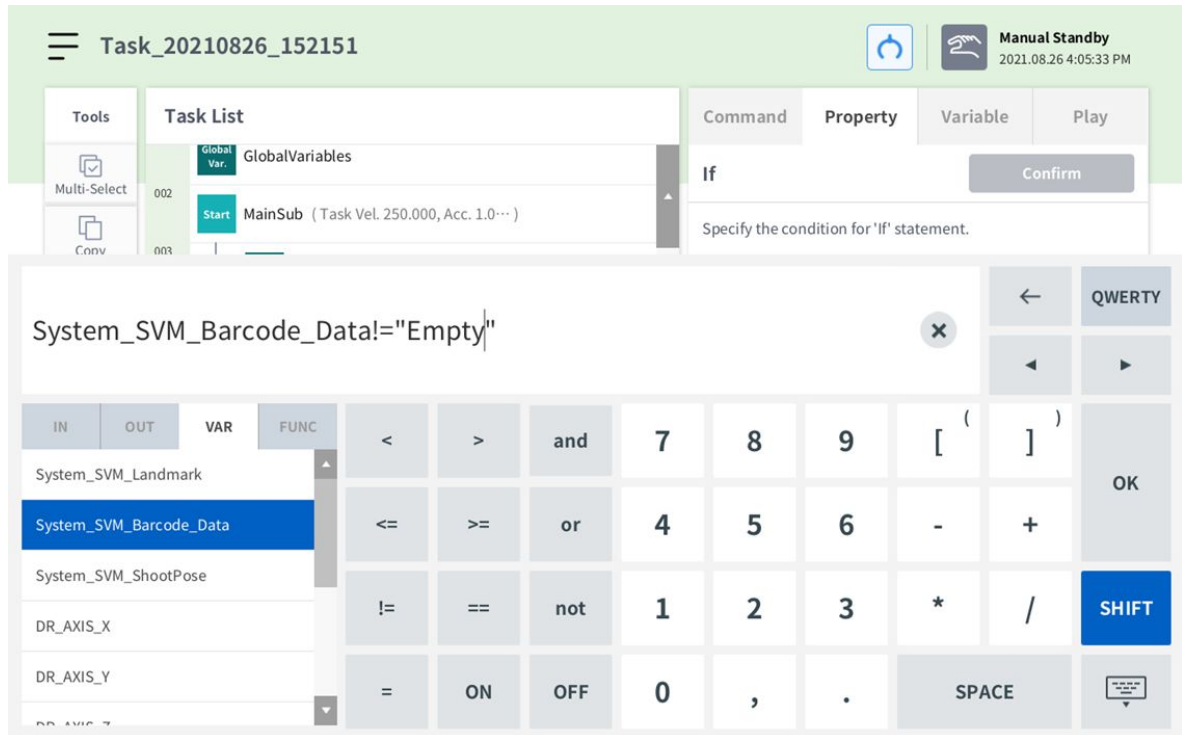 Task_20210826_152151
Manual Standby
2021.08.26 4:05:33 PM
Tools
Task List
Command
Property
Variable
Play
Multi-Select
Copy
Global Var.
GlobalVariables
002
Start
MainSub ( Task Vel. 250.000, Acc. 1.0··· )
003
If
Confirm
Specify the condition for 'If' statement.
System_SVM_Barcode_Data!="Empty"
←
QWERTY
IN
OUT
VAR
FUNC
System_SVM_Landmark
System_SVM_Barcode_Data
System_SVM_ShootPose
DR_AXIS_X
DR_AXIS_Y
DR_AXIS_Z
< > and 7 8 9 [ ( ] ) OK
<= >= or 4 5 6 - +
!= == not 1 2 3 * / SHIFT
= ON OFF 0 , . SPACE